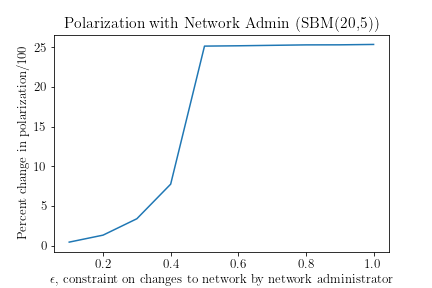 Polarization with Network Admin (SBM(20,5))
Percent change in polarization/100
25
20
15
10
5
0
0.2 0.4 0.6 0.8 1.0
ϵ, constraint on changes to network by network administrator